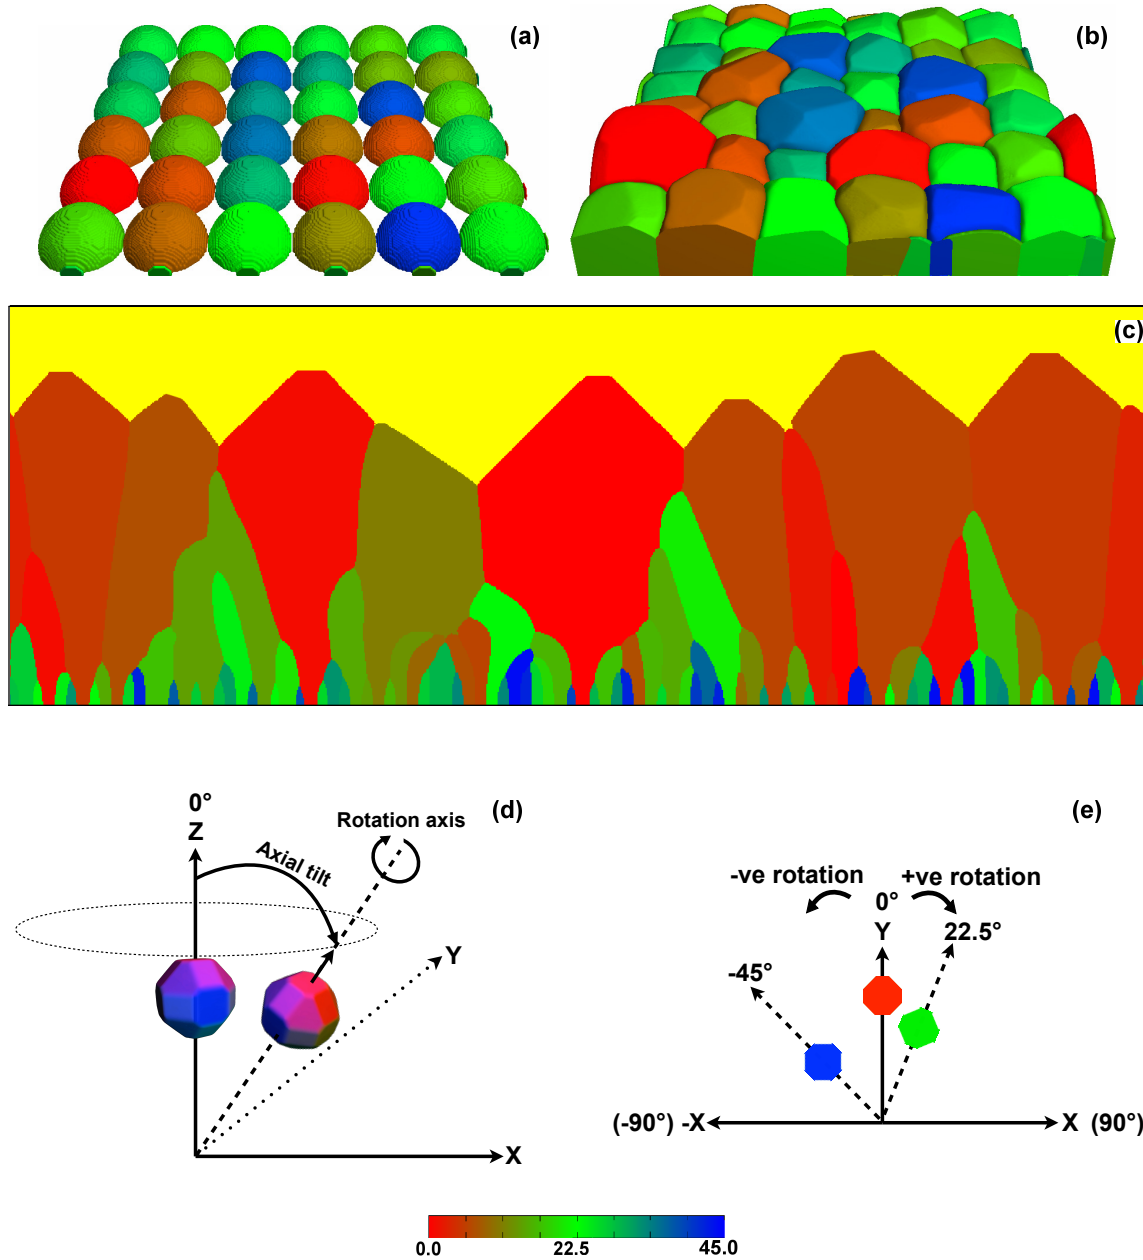 (a)
(b)
(c)
(d)
0°
Z
Rotation axis
Axial tilt
Y
X
(e)
-ve rotation
+ve rotation
0°
Y
22.5°
-45°
(-90°) -X
X (90°)
0.0
22.5
45.0